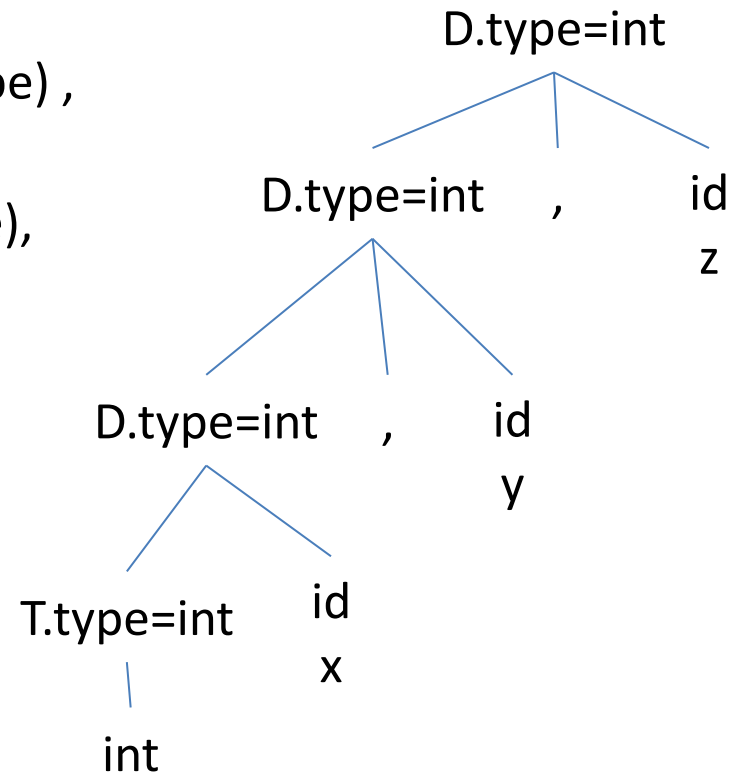 D.type=int
pe) ,
D.type=int , id
z
e),
D.type=int , id
y
T.type=int id
x
int